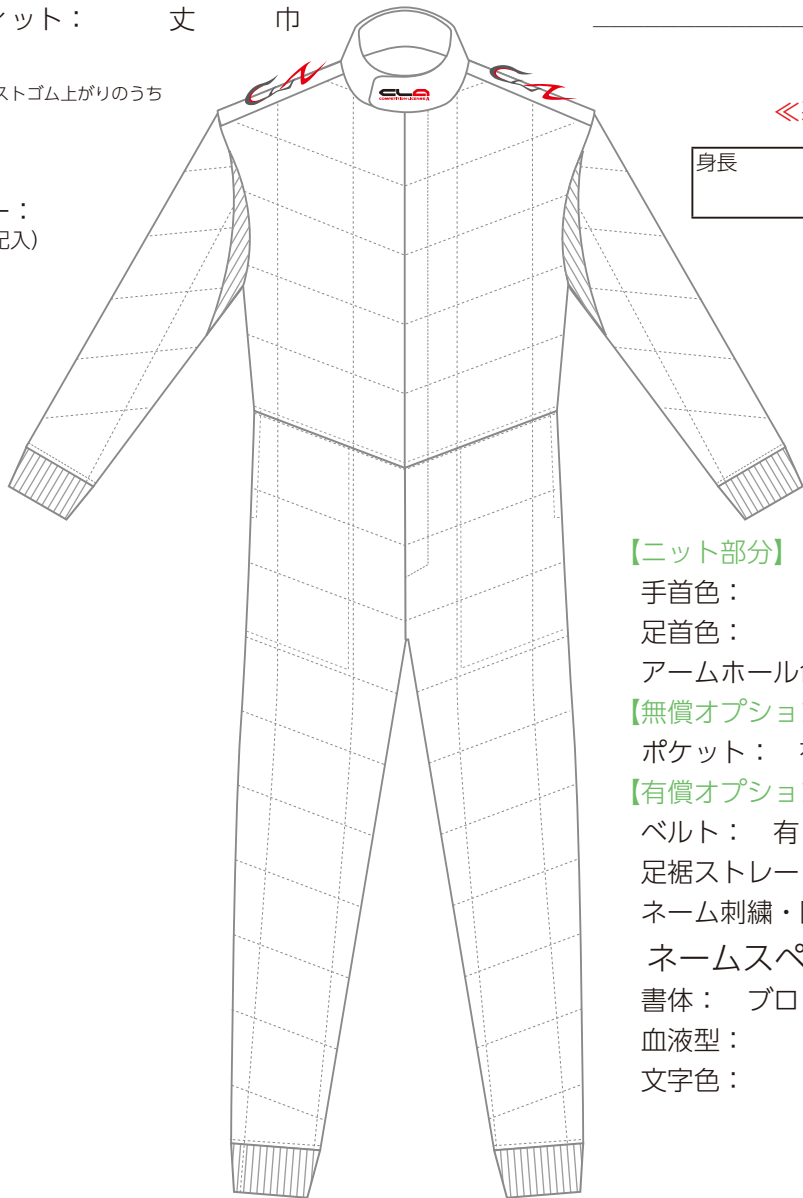 ット： 丈 巾
ストゴム上がりのうち
≪
身長
ー：
記入）
CLA
COMPETITION LICENSE A
【ニット部分】
手首色：
足首色：
アームホール
【無償オプショ
ポケット：
【有償オプショ
ベルト： 有
足裾ストレー
ネーム刺繍・
ネームスペ
書体： ブロ
血液型：
文字色：